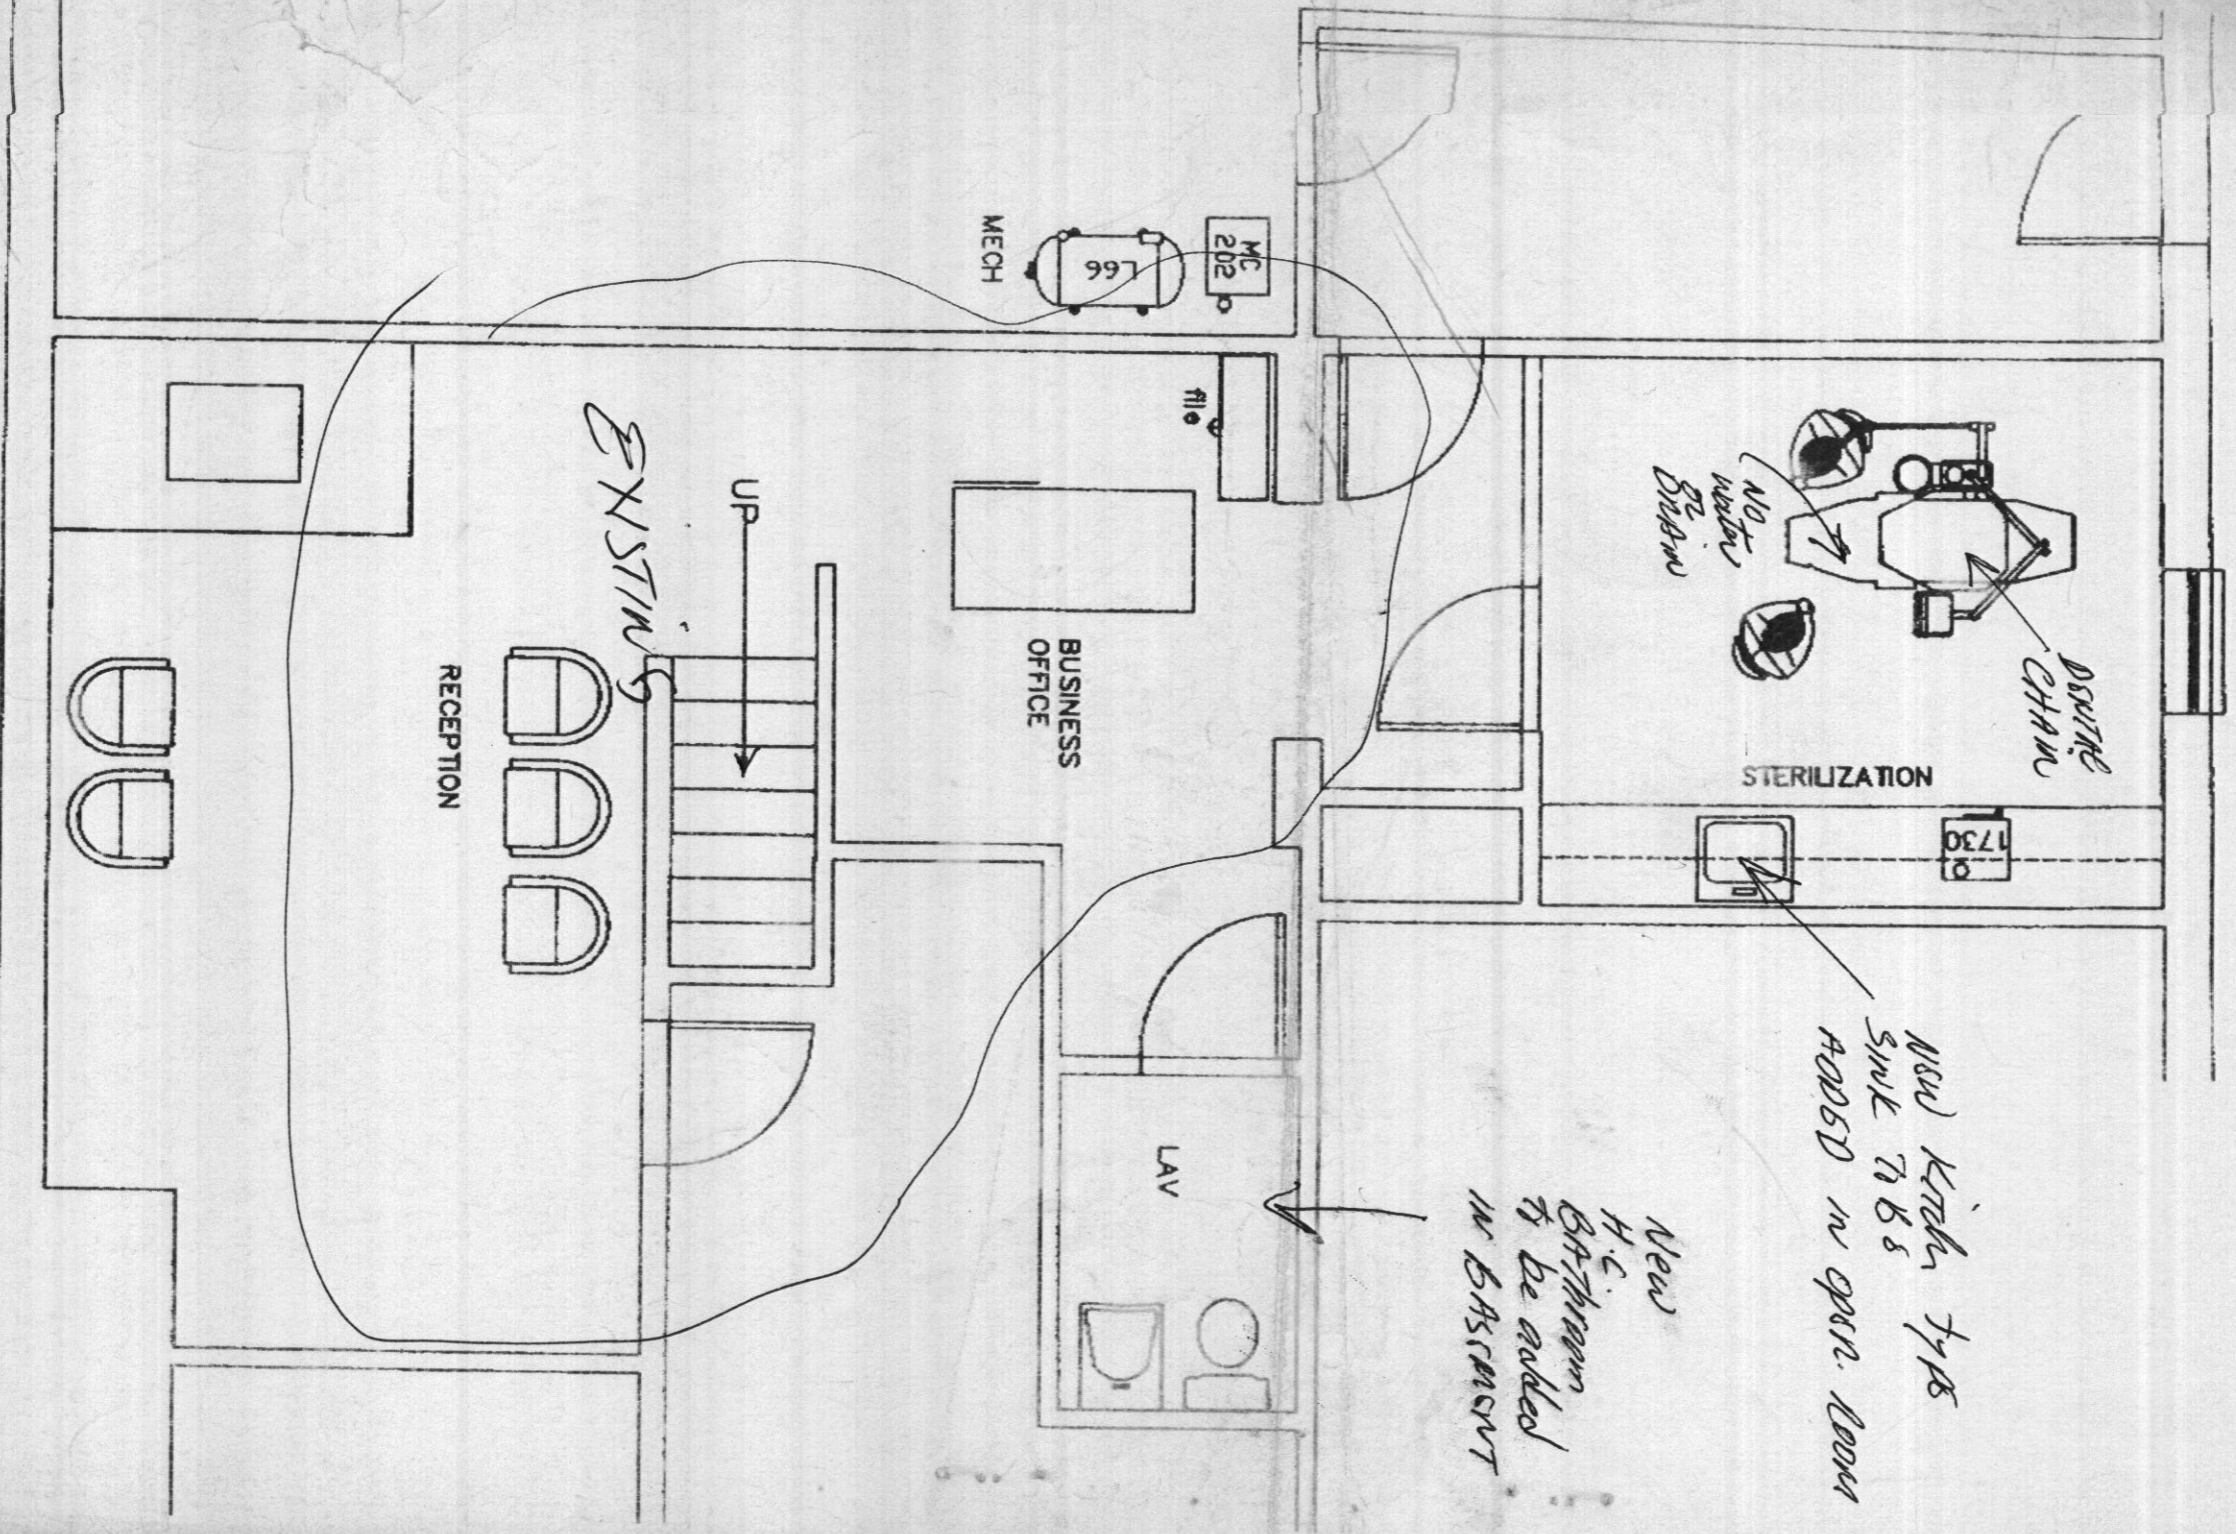 DENTAL
CHAIR
NO
water
or
DRAIN
STERILIZATION
1730
NEW Kitch type
SINK To BE
ADDED in oper. Room
New
H.C.
BAThroom
to be added
in BASEMENT
MC
202
L66
MECH
file
BUSINESS
OFFICE
LAV
UP
EXISTING
RECEPTION